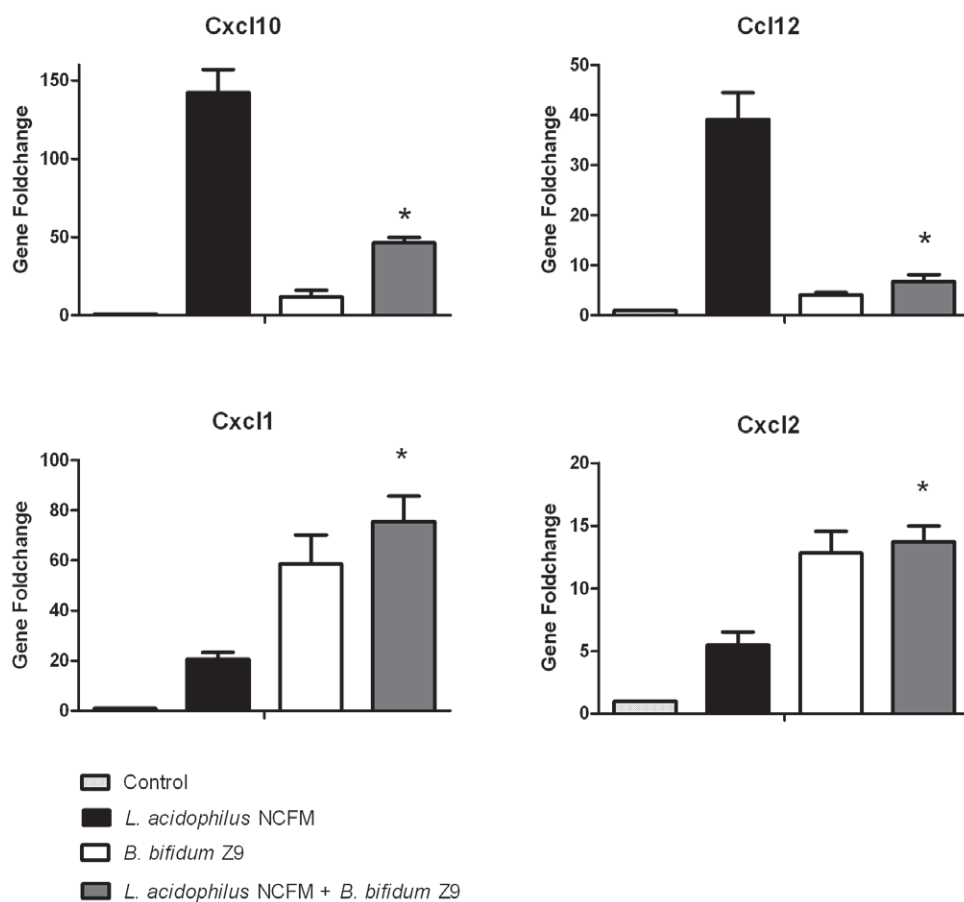 Cxcl10
Gene Foldchange
150
100
50
0
*
Ccl12
Gene Foldchange
50
40
30
20
10
0
*
Cxcl1
Gene Foldchange
100
80
60
40
20
0
*
Cxcl2
Gene Foldchange
20
15
10
5
0
*
Control
L. acidophilus NCFM
B. bifidum Z9
L. acidophilus NCFM + B. bifidum Z9